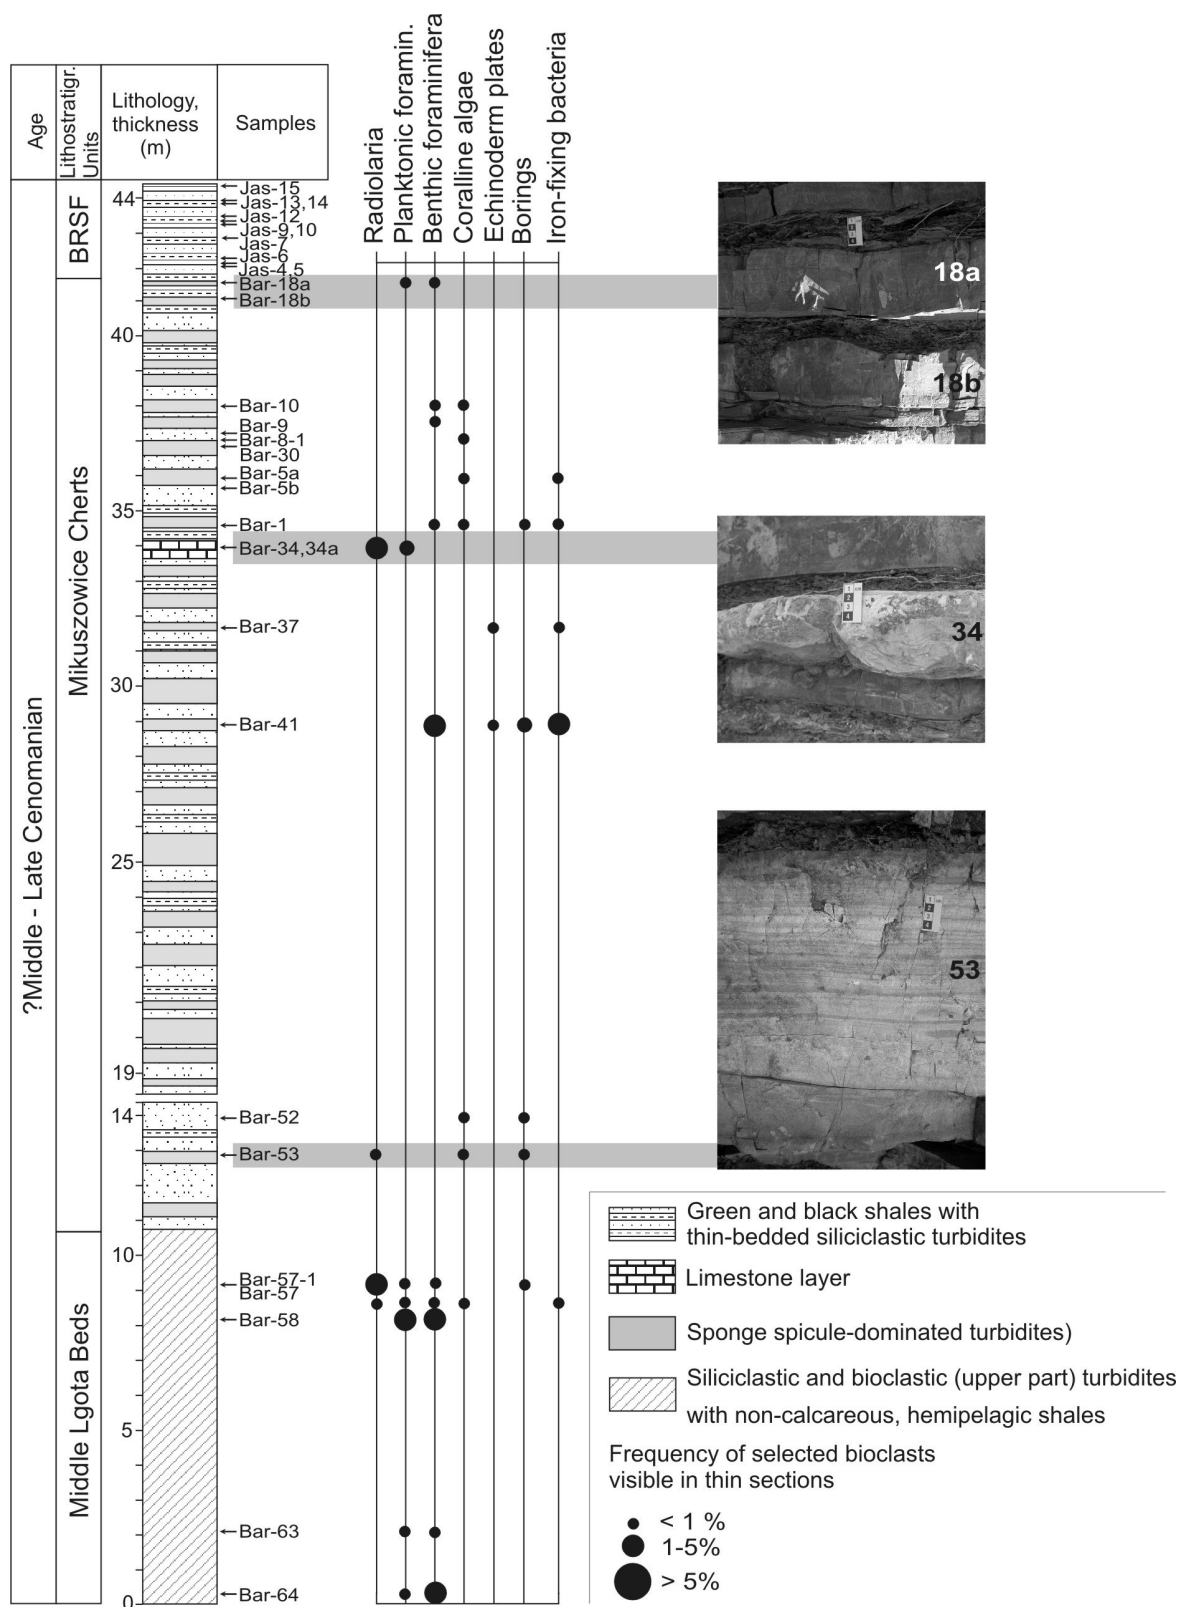 Age
Lithostratigr.
Units
Lithology,
thickness
(m)
Samples
Radiolaria
Planktonic foramin.
Benthic foraminifera
Coralline algae
Echinoderm plates
Borings
Iron-fixing bacteria
?Middle - Late Cenomanian
BRSF
Mikuszowice Cherts
Middle Lgota Beds
44
40
35
30
25
19
14
10
5
0
Jas-15
Jas-13,14
Jas-12
Jas-9,10
Jas-7
Jas-6
Jas-4,5
Bar-18a
Bar-18b
Bar-10
Bar-9
Bar-8-1
Bar-30
Bar-5a
Bar-5b
Bar-1
Bar-34,34a
Bar-37
Bar-41
Bar-52
Bar-53
Bar-57-1
Bar-57
Bar-58
Bar-63
Bar-64
18a
18b
34
53
Green and black shales with
thin-bedded siliciclastic turbidites
Limestone layer
Sponge spicule-dominated turbidites)
Siliciclastic and bioclastic (upper part) turbidites
with non-calcareous, hemipelagic shales
Frequency of selected bioclasts
visible in thin sections
< 1 %
1-5%
> 5%